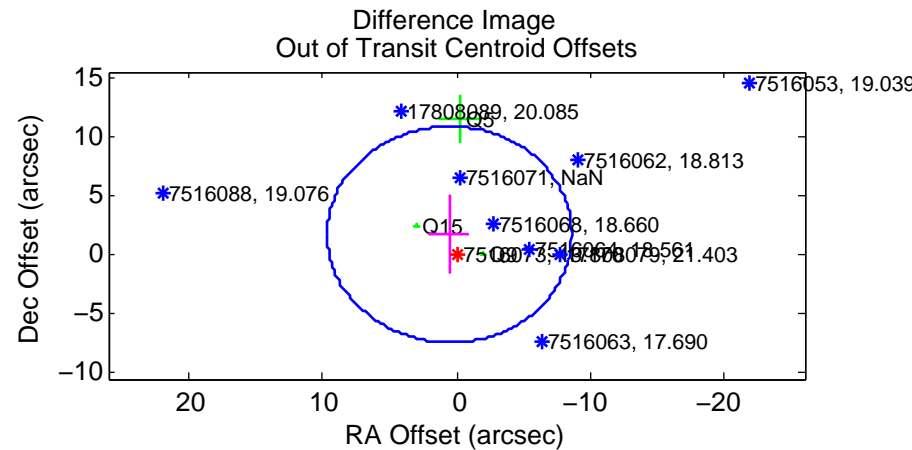 Difference Image
Out of Transit Centroid Offsets
Dec Offset (arcsec)
15
10
5
0
−5
−10
7516053, 19.039
17808089, 20.085
Q5
7516062, 18.813
7516071, NaN
7516088, 19.076
7516068, 18.660
Q15
7516064, 18.561
7516073,
Q9
21.403
7516063, 17.690
20
10
0
−10
−20
RA Offset (arcsec)